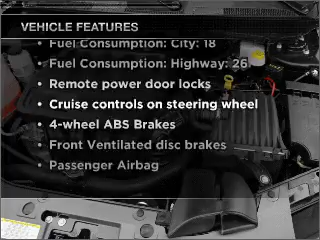 VEHICLE FEATURES
• Fuel Consumption: City: 18
• Fuel Consumption: Highway: 26
• Remote power door locks
• Cruise controls on steering wheel
• 4-wheel ABS Brakes
• Front Ventilated disc brakes
• Passenger Airbag